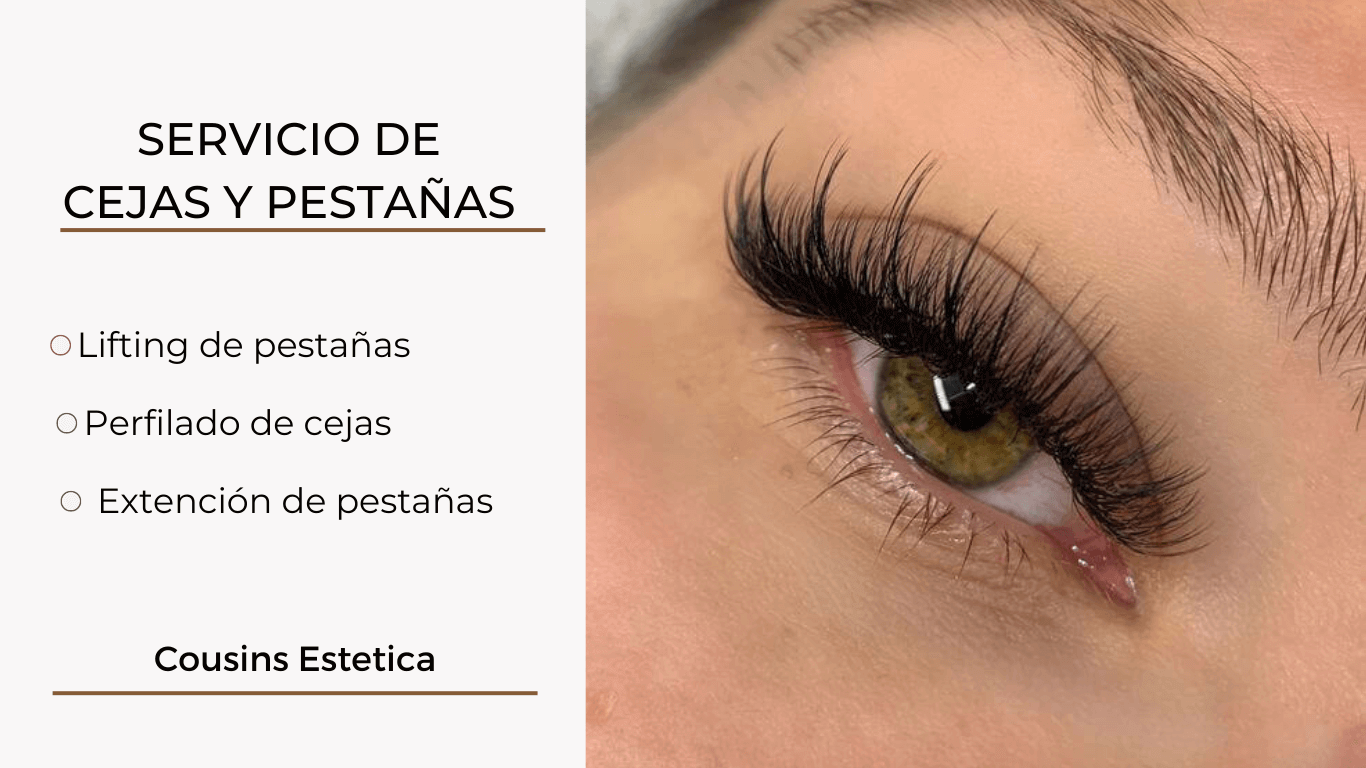 SERVICIO DE
CEJAS Y PESTAÑAS
Lifting de pestañas
Perfilado de cejas
Extención de pestañas
Cousins Estetica